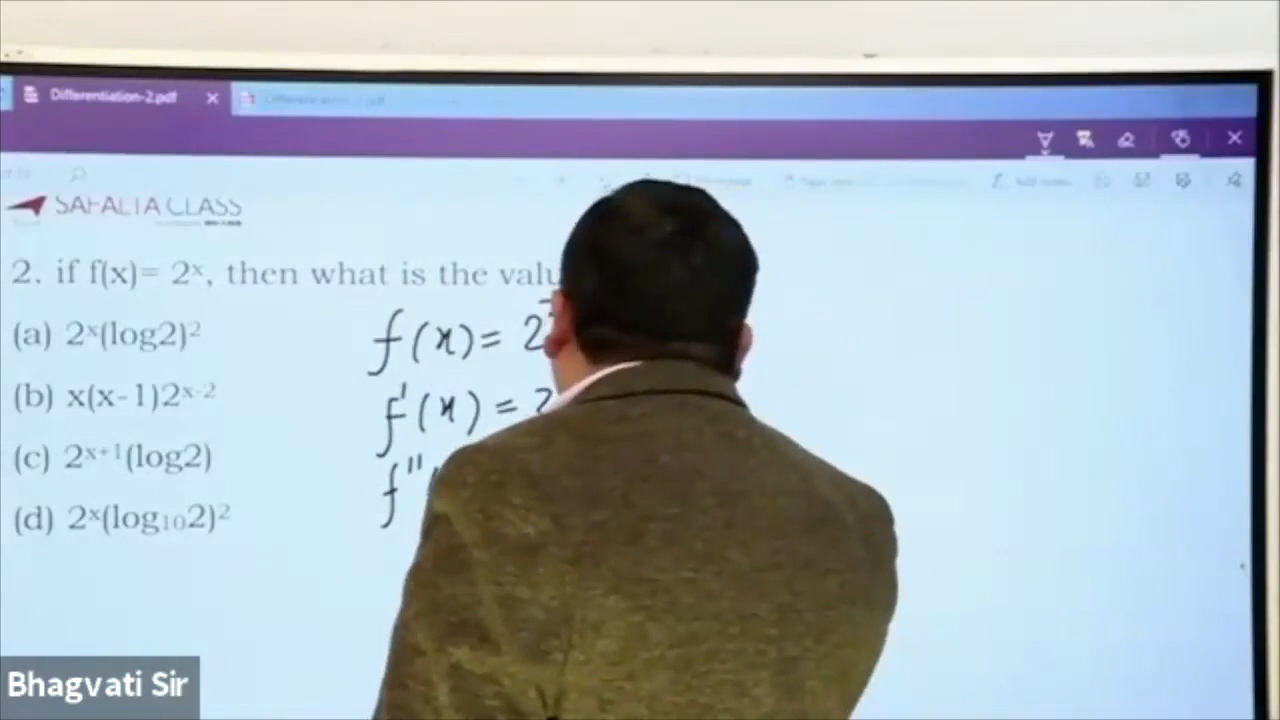 Differentiation-2.pdf
SAFALTA CLASS
2. if f(x)= 2ˣ, then what is the valu
(a) 2ˣ(log2)²
(b) x(x-1)2ˣ⁻²
(c) 2ˣ⁺¹(log2)
(d) 2ˣ(log₁₀2)²
f(x) = 2
f'(x) = 2
f''
Bhagvati Sir